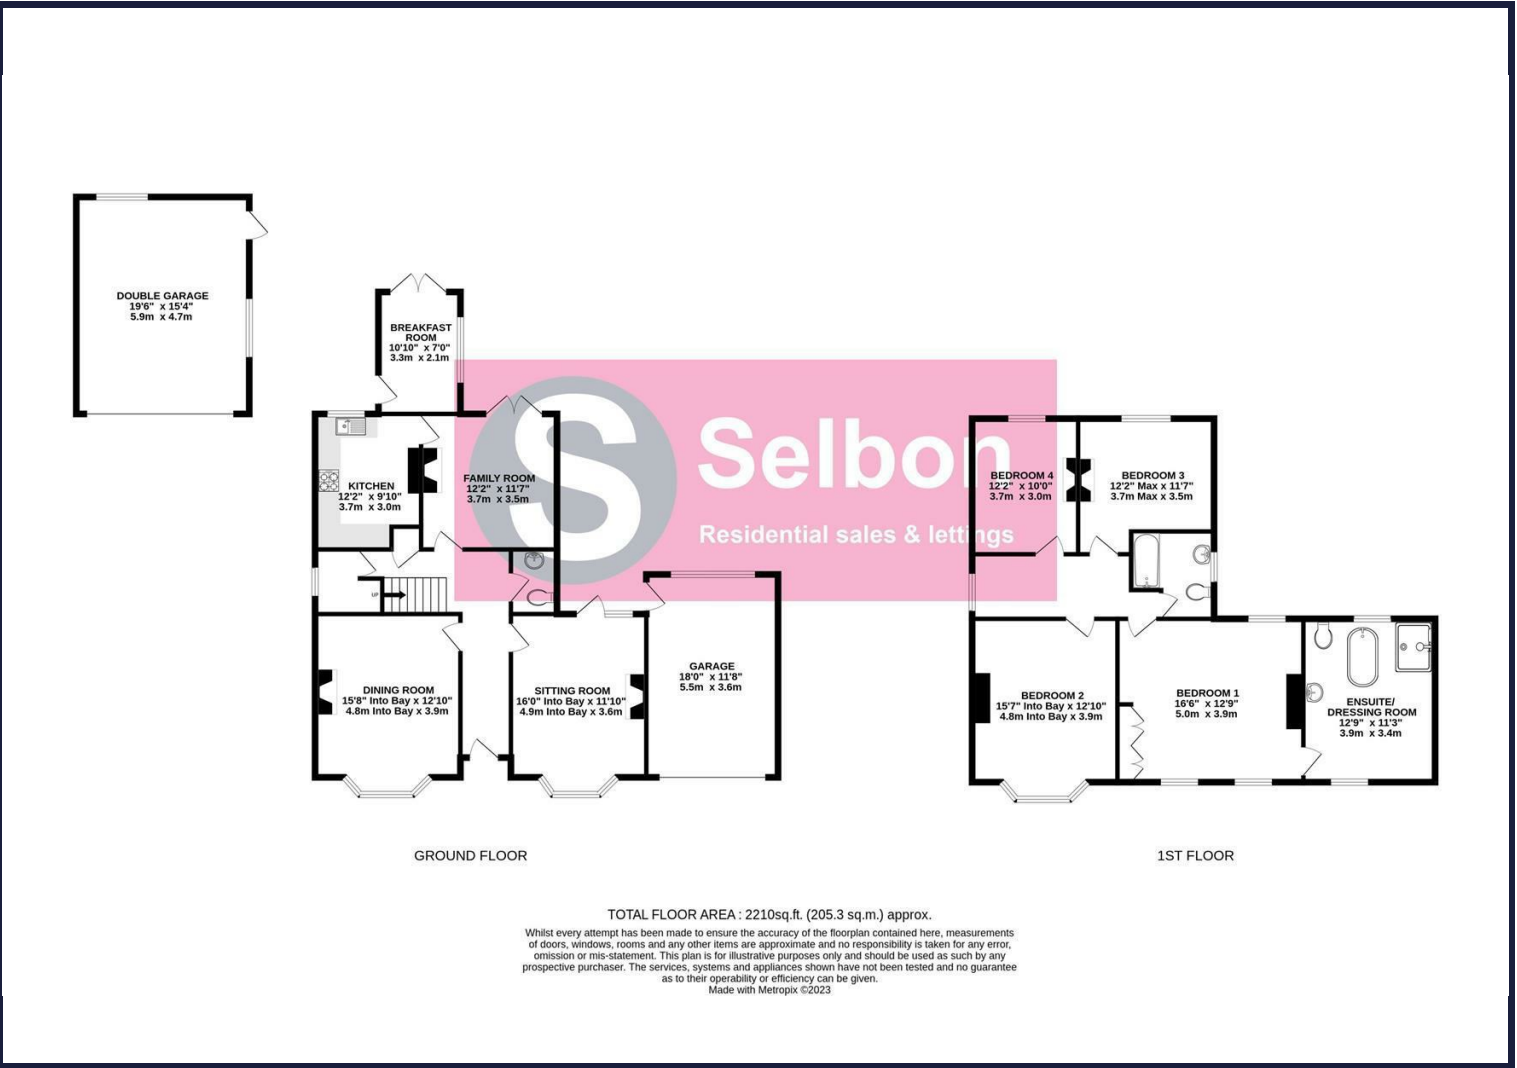 DOUBLE GARAGE
19'6" x 15'4"
5.9m x 4.7m
BREAKFAST
ROOM
10'10" x 7'0"
3.3m x 2.1m
KITCHEN
12'2" x 9'10"
3.7m x 3.0m
FAMILY ROOM
12'2" x 11'7"
3.7m x 3.5m
UP
DINING ROOM
15'8" Into Bay x 12'10"
4.8m Into Bay x 3.9m
SITTING ROOM
16'0" Into Bay x 11'10"
4.9m Into Bay x 3.6m
GARAGE
18'0" x 11'8"
5.5m x 3.6m
S
Selbon
Residential sales & lettings
BEDROOM 4
12'2" x 10'0"
3.7m x 3.0m
BEDROOM 3
12'2" Max x 11'7"
3.7m Max x 3.5m
BEDROOM 2
15'7" Into Bay x 12'10"
4.8m Into Bay x 3.9m
BEDROOM 1
16'6" x 12'9"
5.0m x 3.9m
ENSUITE/
DRESSING ROOM
12'9" x 11'3"
3.9m x 3.4m
GROUND FLOOR
1ST FLOOR
TOTAL FLOOR AREA : 2210sq.ft. (205.3 sq.m.) approx.
Whilst every attempt has been made to ensure the accuracy of the floorplan contained here, measurements
of doors, windows, rooms and any other items are approximate and no responsibility is taken for any error,
omission or mis-statement. This plan is for illustrative purposes only and should be used as such by any
prospective purchaser. The services, systems and appliances shown have not been tested and no guarantee
as to their operability or efficiency can be given.
Made with Metropix ©2023